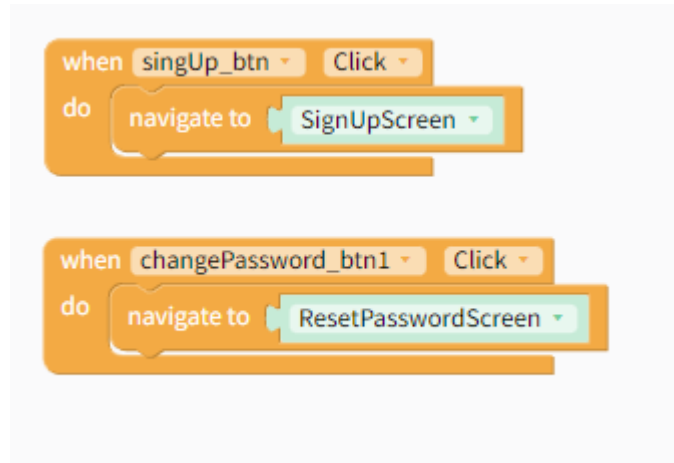 when singUp_btn Click
do navigate to SignUpScreen
when changePassword_btn1 Click
do navigate to ResetPasswordScreen